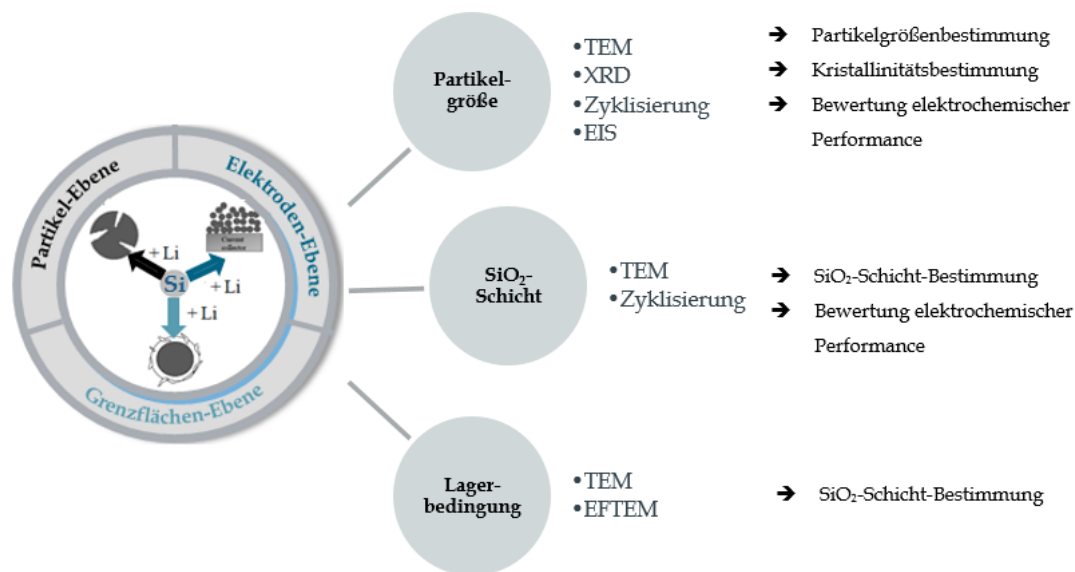 Partikel-Ebene
Elektroden-Ebene
Grenzflächen-Ebene
Current
collector
+ Li
Si
+ Li
+ Li
Partikel-
größe
•TEM
•XRD
•Zyklisierung
•EIS
➔ Partikelgrößenbestimmung
➔ Kristallinitätsbestimmung
➔ Bewertung elektrochemischer
Performance
SiO₂-
Schicht
•TEM
•Zyklisierung
➔ SiO₂-Schicht-Bestimmung
➔ Bewertung elektrochemischer
Performance
Lager-
bedingung
•TEM
•EFTEM
➔ SiO₂-Schicht-Bestimmung